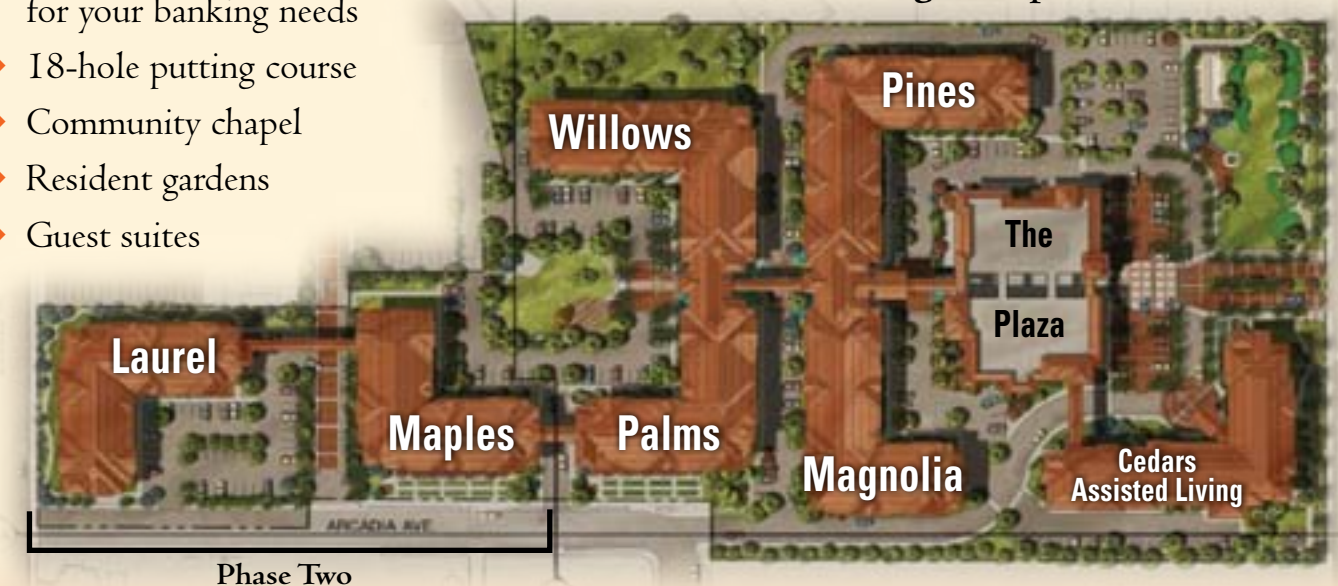 for your banking needs
18-hole putting course
Community chapel
Resident gardens
Guest suites
Pines
Willows
The
Plaza
Laurel
Maples
Palms
Magnolia
Cedars
Assisted Living
ARCADIA AVE.
Phase Two